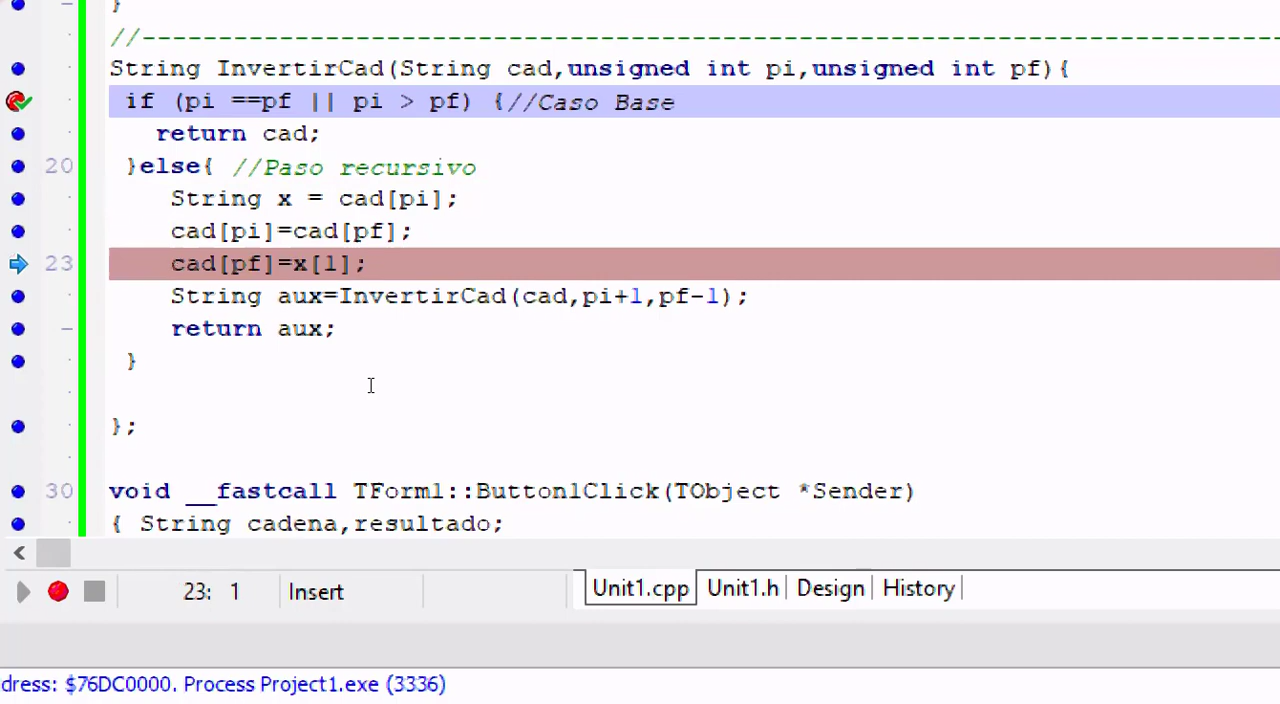 }
//--------------------------------------------------------------------------
String InvertirCad(String cad,unsigned int pi,unsigned int pf){
if (pi ==pf || pi > pf) {//Caso Base
return cad;
20 }else{ //Paso recursivo
String x = cad[pi];
cad[pi]=cad[pf];
23 cad[pf]=x[1];
String aux=InvertirCad(cad,pi+1,pf-1);
return aux;
}
};
30 void __fastcall TForm1::Button1Click(TObject *Sender)
{ String cadena,resultado;
23: 1 Insert Unit1.cpp Unit1.h Design History
dress: $76DC0000. Process Project1.exe (3336)